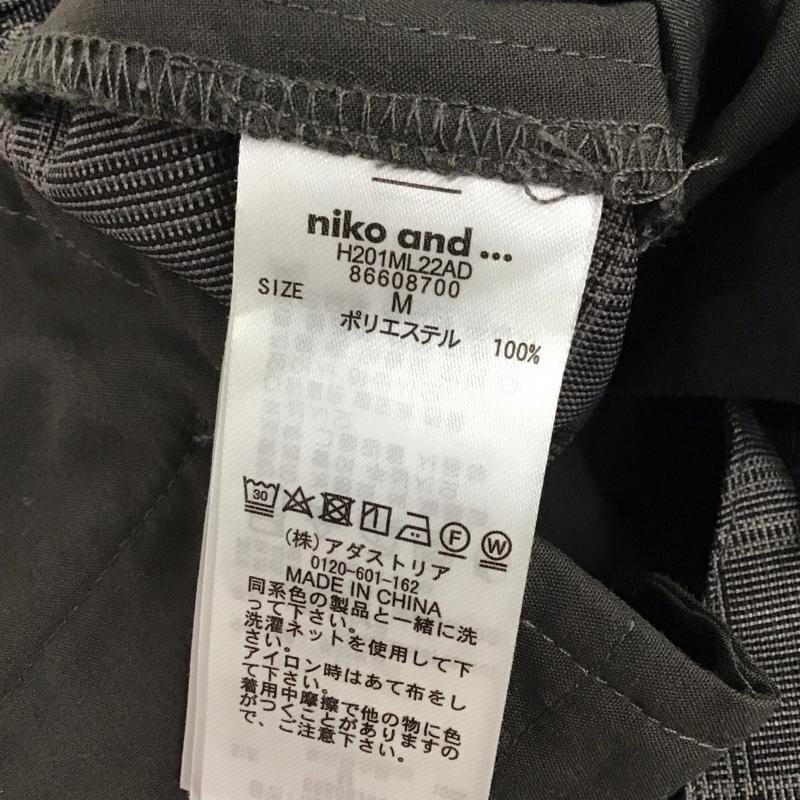 niko and ...
H201ML22AD
86608700
SIZE M
ポリエステル 100%
30
F W
(株)アダストリア
0120-601-162
MADE IN CHINA
同系色の製品と一緒に洗
って下さい。
洗濯ネットを使用して下
さい。
アイロン時はあて布をし
て下さい。
着用中摩擦で他の物に色
がつくことがありますの
で、ご注意下さい。